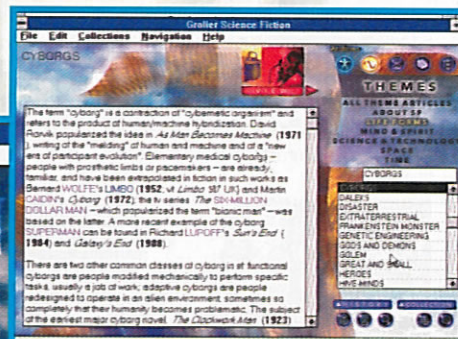 Grolier Science Fiction
File Edit Collections Navigation Help
CYBORGS
THEMES
ALL THEME ARTICLES
ABOUT SF
LIFE FORMS
MIND & SPIRIT
SCIENCE & TECHNOLOGY
SPACE
TIME
The term "cyborg" is a contraction of "cybernetic organism" and
refers to the product of human/machine hybridization. David
Rorvik popularized the idea in As Man Becomes Machine (1971
), writing of the "melding" of human and machine and of a "new
era of participant evolution". Elementary medical cyborgs –
people with prosthetic limbs or pacemakers – are already
familiar, and have been extrapolated in fiction in such works as
Bernard WOLFE's LIMBO (1952; vt Limbo '90 UK) and Martin
CAIDIN's Cyborg (1972); the tv series The SIX-MILLION
DOLLAR MAN – which popularized the term "bionic man" – was
based on the latter. A more recent example of the cyborg
SUPERMAN can be found in Richard LUPOFF's Sun's End (
1984) and Galaxy's End (1988).
There are two other common classes of cyborg in sf: functional
cyborgs are people modified mechanically to perform specific
tasks, usually a job of work; adaptive cyborgs are people
redesigned to operate in an alien environment, sometimes so
completely that their humanity becomes problematic. The subject
of the earliest major cyborg novel, The Clockwork Man (1923)
CYBORGS
CYBORGS
DALEKS
DISASTER
EXTRATERRESTRIAL
FRANKENSTEIN MONSTER
GENETIC ENGINEERING
GODS AND DEMONS
GOLEM
GREAT AND SMALL
HEROES
HIVE-MINDS
HISTORY
COLLECTION